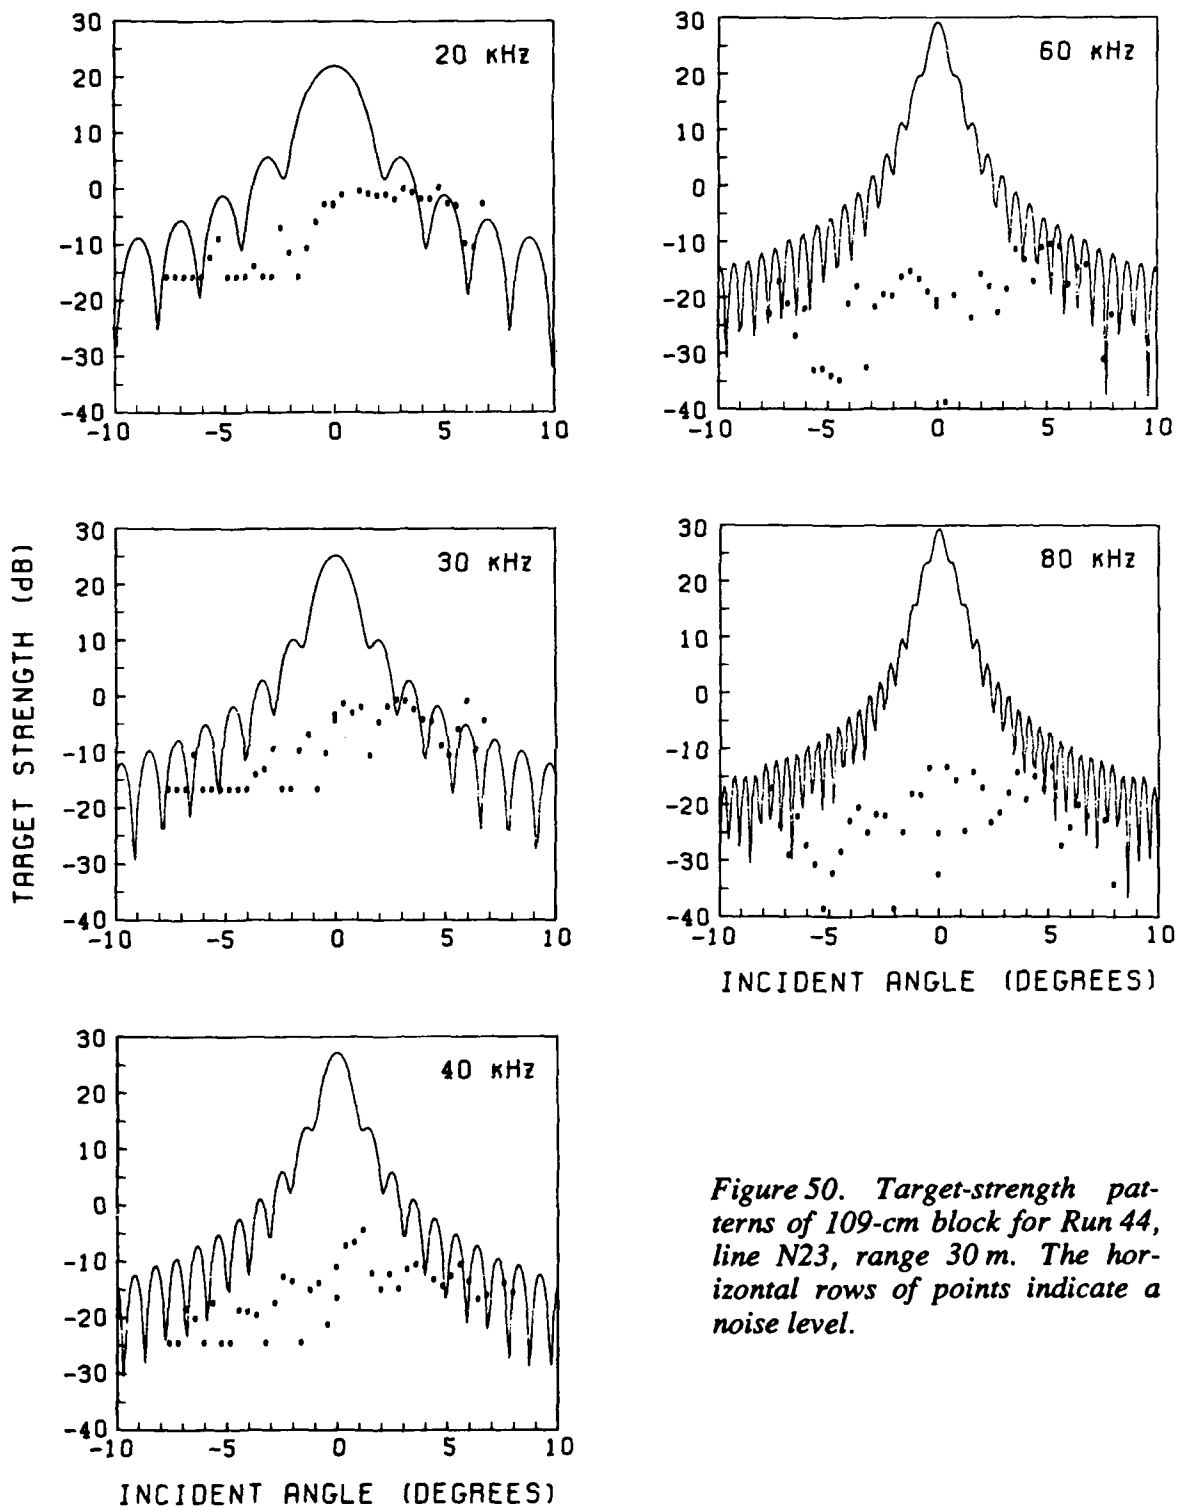 20 KHz
30
20
10
0
-10
-20
-30
-40
-10 -5 0 5 10
60 KHz
30
20
10
0
-10
-20
-30
-40
-10 -5 0 5 10
TARGET STRENGTH (dB)
30 KHz
30
20
10
0
-10
-20
-30
-40
-10 -5 0 5 10
80 KHz
30
20
10
0
-10
-20
-30
-40
-10 -5 0 5 10
INCIDENT ANGLE (DEGREES)
40 KHz
30
20
10
0
-10
-20
-30
-40
-10 -5 0 5 10
INCIDENT ANGLE (DEGREES)
Figure 50. Target-strength pat-
terns of 109-cm block for Run 44,
line N23, range 30 m. The hor-
izontal rows of points indicate a
noise level.